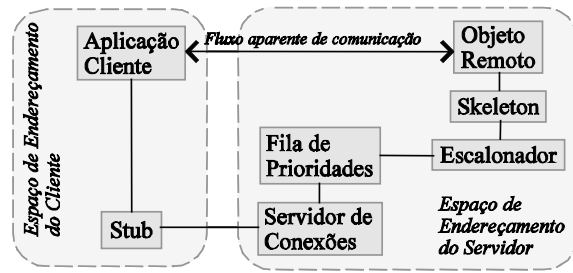 Espaço de Endereçamento
do Cliente
Aplicação
Cliente
Fluxo aparente de comunicação
Objeto
Remoto
Skeleton
Fila de
Prioridades
Escalonador
Stub
Servidor de
Conexões
Espaço de
Endereçamento
do Servidor